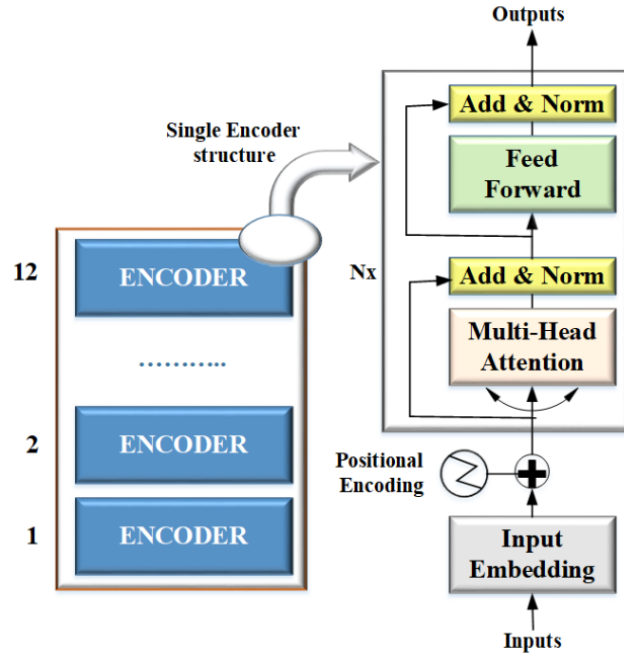 Outputs
Add & Norm
Feed
Forward
Add & Norm
Nx
Multi-Head
Attention
Positional
Encoding
Input
Embedding
Inputs
Single Encoder
structure
12
ENCODER
………..
2
ENCODER
1
ENCODER